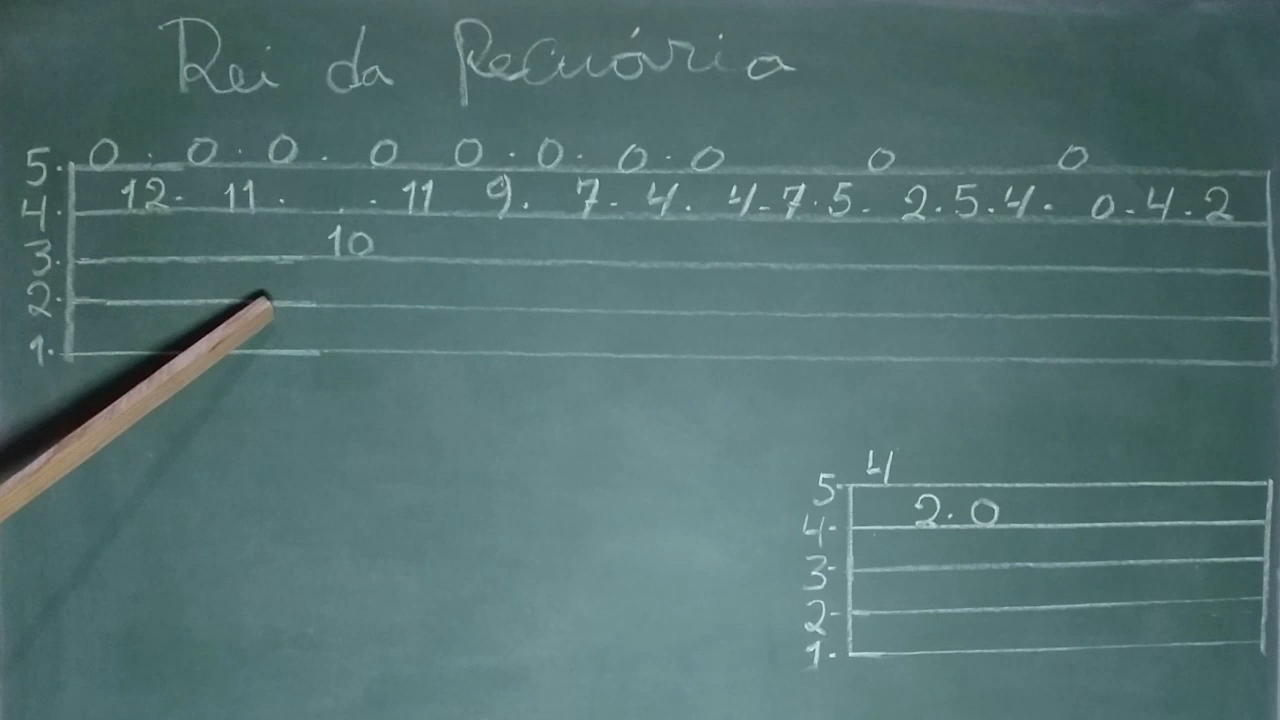 Rei da Pecuária
5. 0 . 0 . 0 . 0 0 . 0 . 0 . 0 0 0
4. 12. 11 . . . 11 9. 7. 4. 4.7.5. 2.5.4. 0.4.2
3. 10
2.
1.
5. 4
4. 2.0
3.
2.
1.